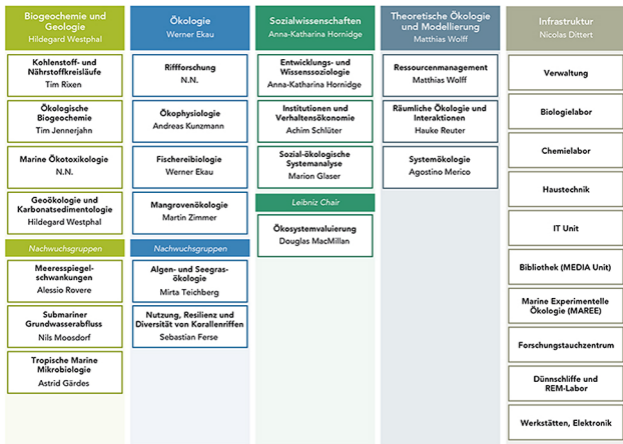 Biogeochemie und
Geologie
Hildegard Westphal
Kohlenstoff- und
Nährstoffkreisläufe
Tim Rixen
Ökologische
Biogeochemie
Tim Jennerjahn
Marine Ökotoxikologie
N.N.
Geoökologie und
Karbonatsedimentologie
Hildegard Westphal
Nachwuchsgruppen
Meeresspiegel-
schwankungen
Alessio Rovere
Submariner
Grundwasserabfluss
Nils Moosdorf
Tropische Marine
Mikrobiologie
Astrid Gärdes
Ökologie
Werner Ekau
Riffforschung
N.N.
Ökophysiologie
Andreas Kunzmann
Fischereibiologie
Werner Ekau
Mangrovenökologie
Martin Zimmer
Nachwuchsgruppen
Algen- und Seegras-
ökologie
Mirta Teichberg
Nutzung, Resilienz und
Diversität von Korallenriffen
Sebastian Ferse
Sozialwissenschaften
Anna-Katharina Hornidge
Entwicklungs- und
Wissenssoziologie
Anna-Katharina Hornidge
Institutionen und
Verhaltensökonomie
Achim Schlüter
Sozial-ökologische
Systemanalyse
Marion Glaser
Leibniz Chair
Ökosystemvaluierung
Douglas MacMillan
Theoretische Ökologie
und Modellierung
Matthias Wolff
Ressourcenmanagement
Matthias Wolff
Räumliche Ökologie und
Interaktionen
Hauke Reuter
Systemökologie
Agostino Merico
Infrastruktur
Nicolas Dittert
Verwaltung
Biologielabor
Chemielabor
Haustechnik
IT Unit
Bibliothek (MEDIA Unit)
Marine Experimentelle
Ökologie (MAREE)
Forschungstauchzentrum
Dünnschliffe und
REM-Labor
Werkstätten, Elektronik